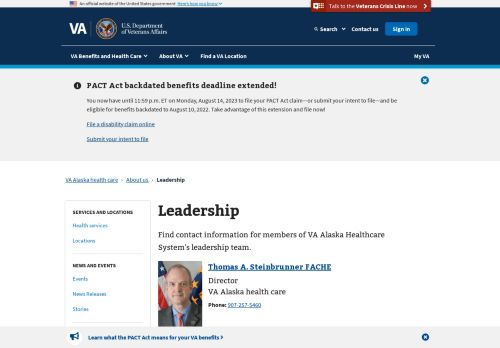 An official website of the United States government Here's how you know
Talk to the Veterans Crisis Line now
VA
U.S. Department
of Veterans Affairs
Search
Contact us
Sign in
VA Benefits and Health Care
About VA
Find a VA Location
My VA
PACT Act backdated benefits deadline extended!
You now have until 11:59 p.m. ET on Monday, August 14, 2023 to file your PACT Act claim—or submit your intent to file—and be
eligible for benefits backdated to August 10, 2022. Take advantage of this extension and file now!
File a disability claim online
Submit your intent to file
VA Alaska health care › About us › Leadership
SERVICES AND LOCATIONS
Health services
Locations
NEWS AND EVENTS
Events
News Releases
Stories
Leadership
Find contact information for members of VA Alaska Healthcare
System's leadership team.
Thomas A. Steinbrunner FACHE
Director
VA Alaska health care
Phone: 907-257-5460
Learn what the PACT Act means for your VA benefits